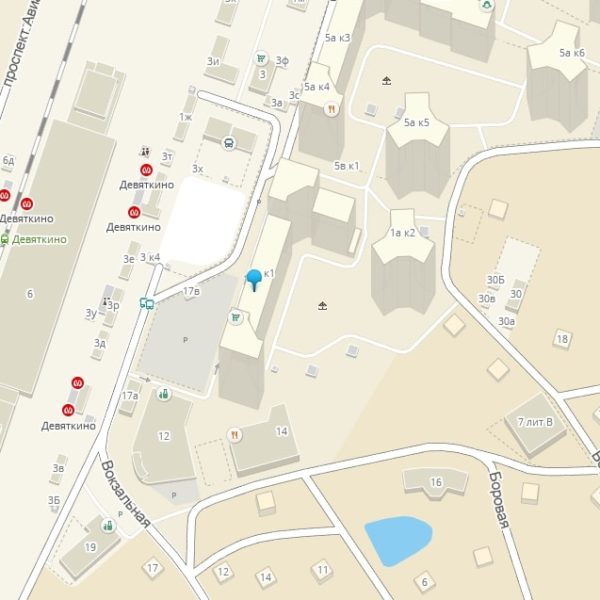 проспект Ави
5а к3
5а к6
3и
3ф
3
5а к4
3с
3а
1ж
5а к5
3т
6д
3х
5в к1
Девяткино
Девяткино
Девяткино
Девяткино
1а к2
3е
3 к4
к1
17в
30Б
30
30в
30а
6
3р
3у
P
3д
18
17а
Девяткино
12
14
7 лит.В
Ба
3в
Вокзальная
16
Боровая
3Б
P
P
19
17
12
14
11
6